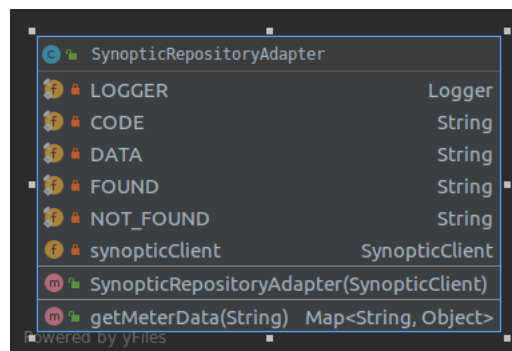 SynopticRepositoryAdapter
LOGGER Logger
CODE String
DATA String
FOUND String
NOT_FOUND String
synopticClient SynopticClient
SynopticRepositoryAdapter(SynopticClient)
getMeterData(String) Map<String, Object>
Powered by yFiles